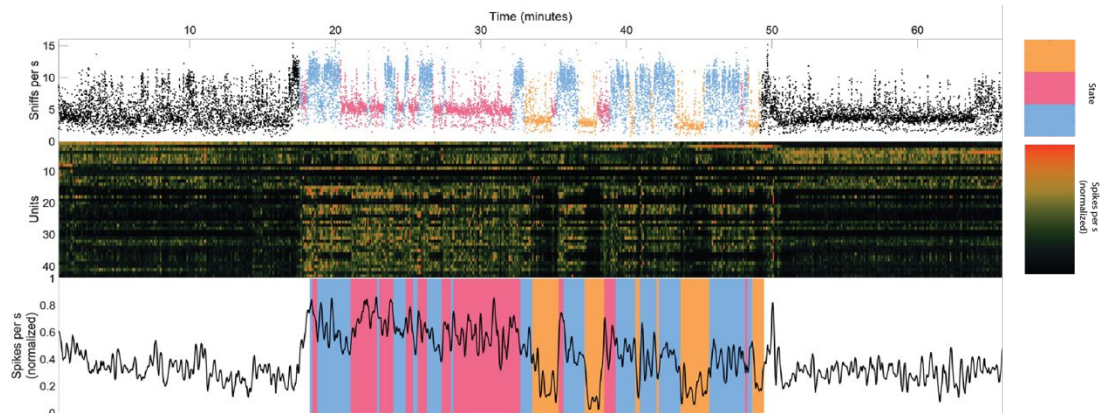 Time (minutes)
10 20 30 40 50 60
Sniffs per s
15
10
5
0
Units
10
20
30
40
Spikes per s
(normalized)
1
0.8
0.6
0.4
0.2
0
State
Spikes per s
(normalized)